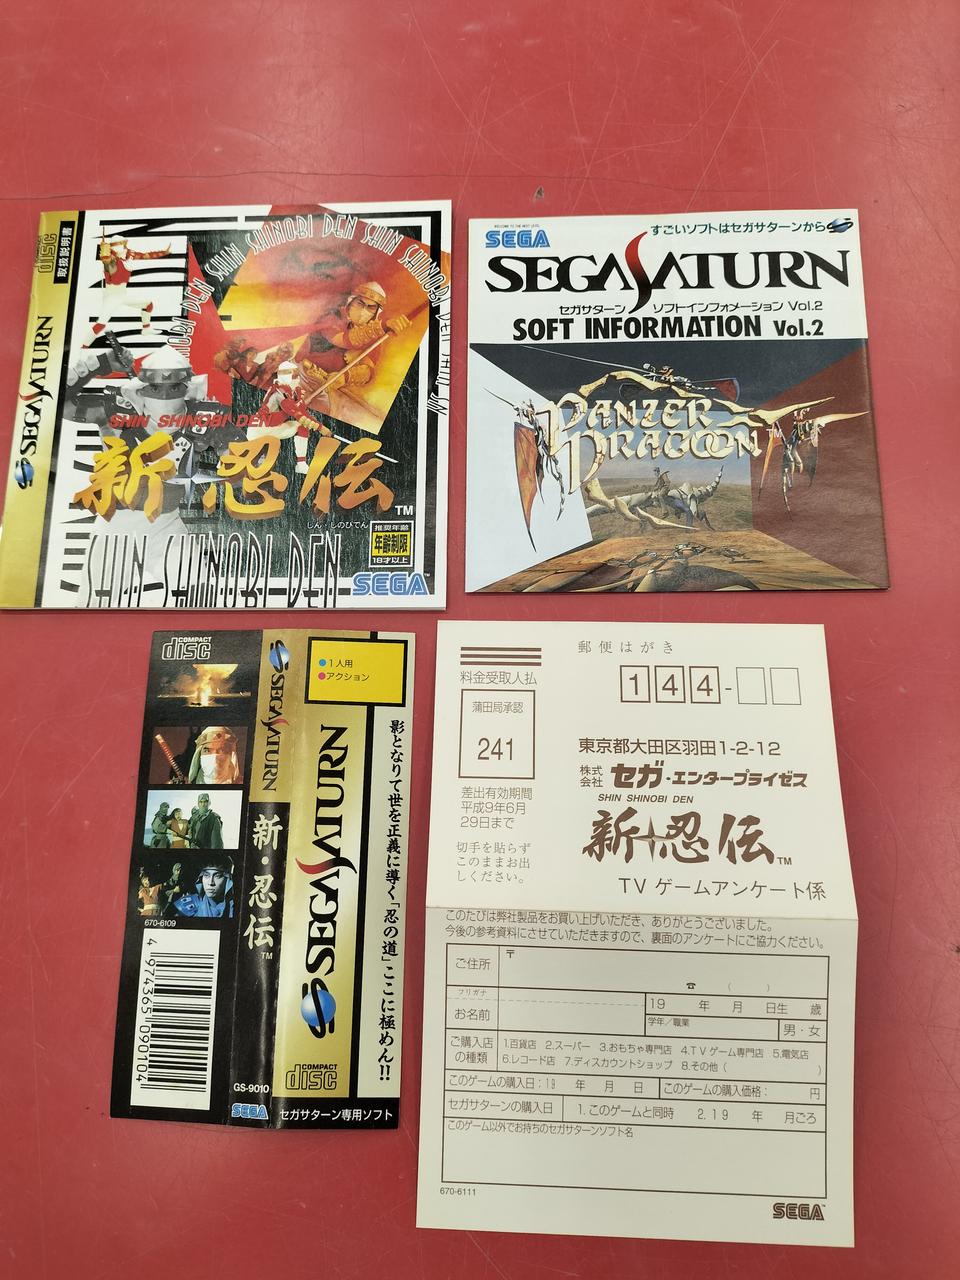 disc
取扱説明書
SEGA SATURN
SHIN SHINOBI DEN SHIN SHINOBI DEN
SHIN SHINOBI DEN
新忍伝
TM
しん・しのびでん
推奨年齢
年齢制限
18才以上
SHIN SHINOBI DEN
SEGA
WELCOME TO THE NEXT LEVEL
SEGA
すごいソフトはセガサターンから
SEGA SATURN
セガサターン ソフトインフォメーション Vol.2
SOFT INFORMATION Vol.2
PANZER
DRAGOON
COMPACT
disc
670-6109
4 974365 090104
SEGA SATURN
新・忍伝
TM
GS-9010
SEGA
1人用
アクション
SEGA SATURN
COMPACT
disc
影となりて世を正義に導く「忍の道」ここに極めん!!
セガサターン専用ソフト
郵便はがき
料金受取人払
蒲田局承認
241
差出有効期間
平成9年6月
29日まで
切手を貼らず
このままお出
しください。
144-
東京都大田区羽田1-2-12
株式会社 セガ・エンタープライゼス
SHIN SHINOBI DEN
新忍伝
TM
TVゲームアンケート係
このたびは弊社製品をお買い上げいただき、ありがとうございました。
今後の参考資料にさせていただきますので、裏面のアンケートにご協力ください。
ご住所
〒
☎ ( )
フリガナ
お名前
19 年 月 日生 歳
学年/職業
男・女
ご購入店の種類
1.百貨店 2.スーパー 3.おもちゃ専門店 4.TVゲーム専門店 5.電気店
6.レコード店 7.ディスカウントショップ 8.その他( )
このゲームの購入日:19 年 月 日
このゲームの購入価格: 円
セガサターンの購入日
1.このゲームと同時 2.19 年 月ごろ
このゲーム以外でお持ちのセガサターンソフト名
670-6111
SEGA